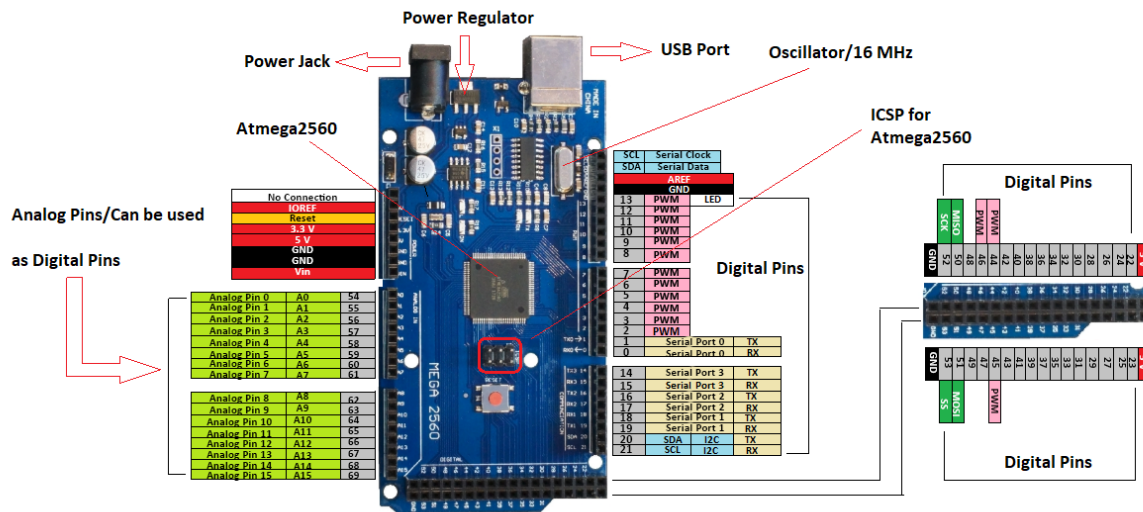 Power Regulator
Power Jack
USB Port
Oscillator/16 MHz
Atmega2560
ICSP for
Atmega2560
MADE IN
CHINA
SCL Serial Clock
SDA Serial Data
AREF
GND
13 PWM LED
12 PWM
11 PWM
10 PWM
9 PWM
8 PWM
No Connection
IOREF
Reset
3.3 V
5 V
GND
GND
Vin
Analog Pins/Can be used
as Digital Pins
Digital Pins
7 PWM
6 PWM
5 PWM
4 PWM
3 PWM
2 PWM
1 Serial Port 0 TX
0 Serial Port 0 RX
Analog Pin 0 A0 54
Analog Pin 1 A1 55
Analog Pin 2 A2 56
Analog Pin 3 A3 57
Analog Pin 4 A4 58
Analog Pin 5 A5 59
Analog Pin 6 A6 60
Analog Pin 7 A7 61
14 Serial Port 3 TX
15 Serial Port 3 RX
16 Serial Port 2 TX
17 Serial Port 2 RX
18 Serial Port 1 TX
19 Serial Port 1 RX
20 SDA I2C TX
21 SCL I2C RX
Analog Pin 8 A8 62
Analog Pin 9 A9 63
Analog Pin 10 A10 64
Analog Pin 11 A11 65
Analog Pin 12 A12 66
Analog Pin 13 A13 67
Analog Pin 14 A14 68
Analog Pin 15 A15 69
MEGA 2560
RESET
POWER
ANALOG IN
COMMUNICATION
DIGITAL
Digital Pins
SCK MISO PWM PWM
GND 52 50 48 46 44 42 40 38 36 34 32 30 28 26 24 22
GND 53 51 49 47 45 43 41 39 37 35 33 31 29 27 25 23
SS MOSI PWM
Digital Pins